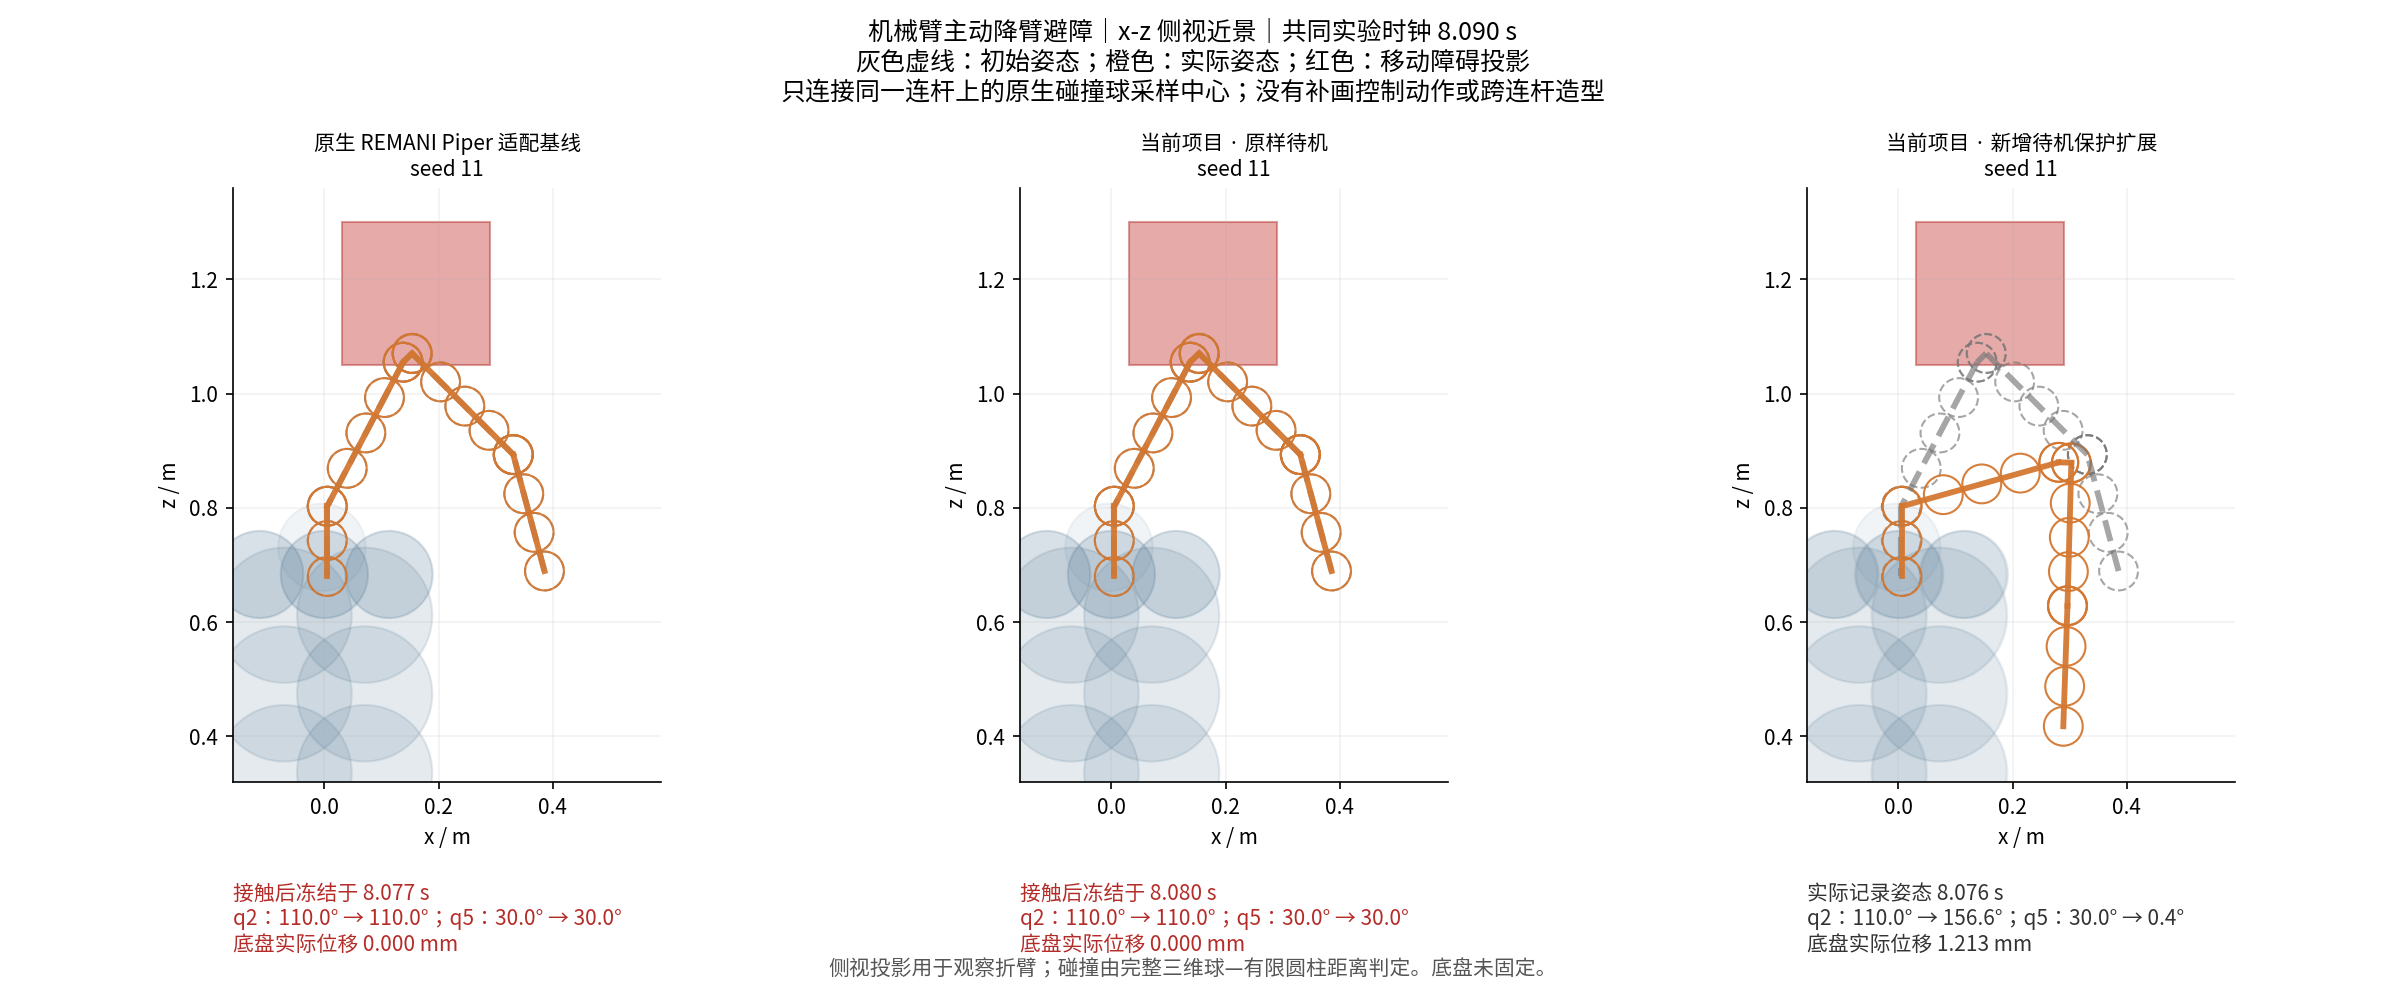 机械臂主动降臂避障｜x-z 侧视近景｜共同实验时钟 8.090 s
灰色虚线：初始姿态；橙色：实际姿态；红色：移动障碍投影
只连接同一连杆上的原生碰撞球采样中心；没有补画控制动作或跨连杆造型
原生 REMANI Piper 适配基线
seed 11
z / m
1.2
1.0
0.8
0.6
0.4
0.0
0.2
0.4
x / m
接触后冻结于 8.077 s
q2：110.0° → 110.0°；q5：30.0° → 30.0°
底盘实际位移 0.000 mm
当前项目 · 原样待机
seed 11
z / m
1.2
1.0
0.8
0.6
0.4
0.0
0.2
0.4
x / m
接触后冻结于 8.080 s
q2：110.0° → 110.0°；q5：30.0° → 30.0°
底盘实际位移 0.000 mm
当前项目 · 新增待机保护扩展
seed 11
z / m
1.2
1.0
0.8
0.6
0.4
0.0
0.2
0.4
x / m
实际记录姿态 8.076 s
q2：110.0° → 156.6°；q5：30.0° → 0.4°
底盘实际位移 1.213 mm
侧视投影用于观察折臂；碰撞由完整三维球—有限圆柱距离判定。底盘未固定。